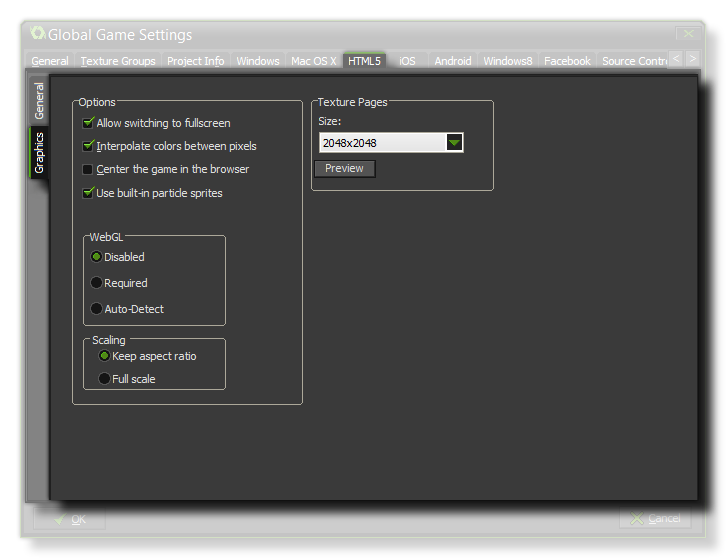 Global Game Settings
General Texture Groups Project Info Windows Mac OS X HTML5 iOS Android Windows8 Facebook Source Contr
General
Graphics
Options
Allow switching to fullscreen
Interpolate colors between pixels
Center the game in the browser
Use built-in particle sprites
WebGL
Disabled
Required
Auto-Detect
Scaling
Keep aspect ratio
Full scale
Texture Pages
Size:
2048x2048
Preview
OK
Cancel